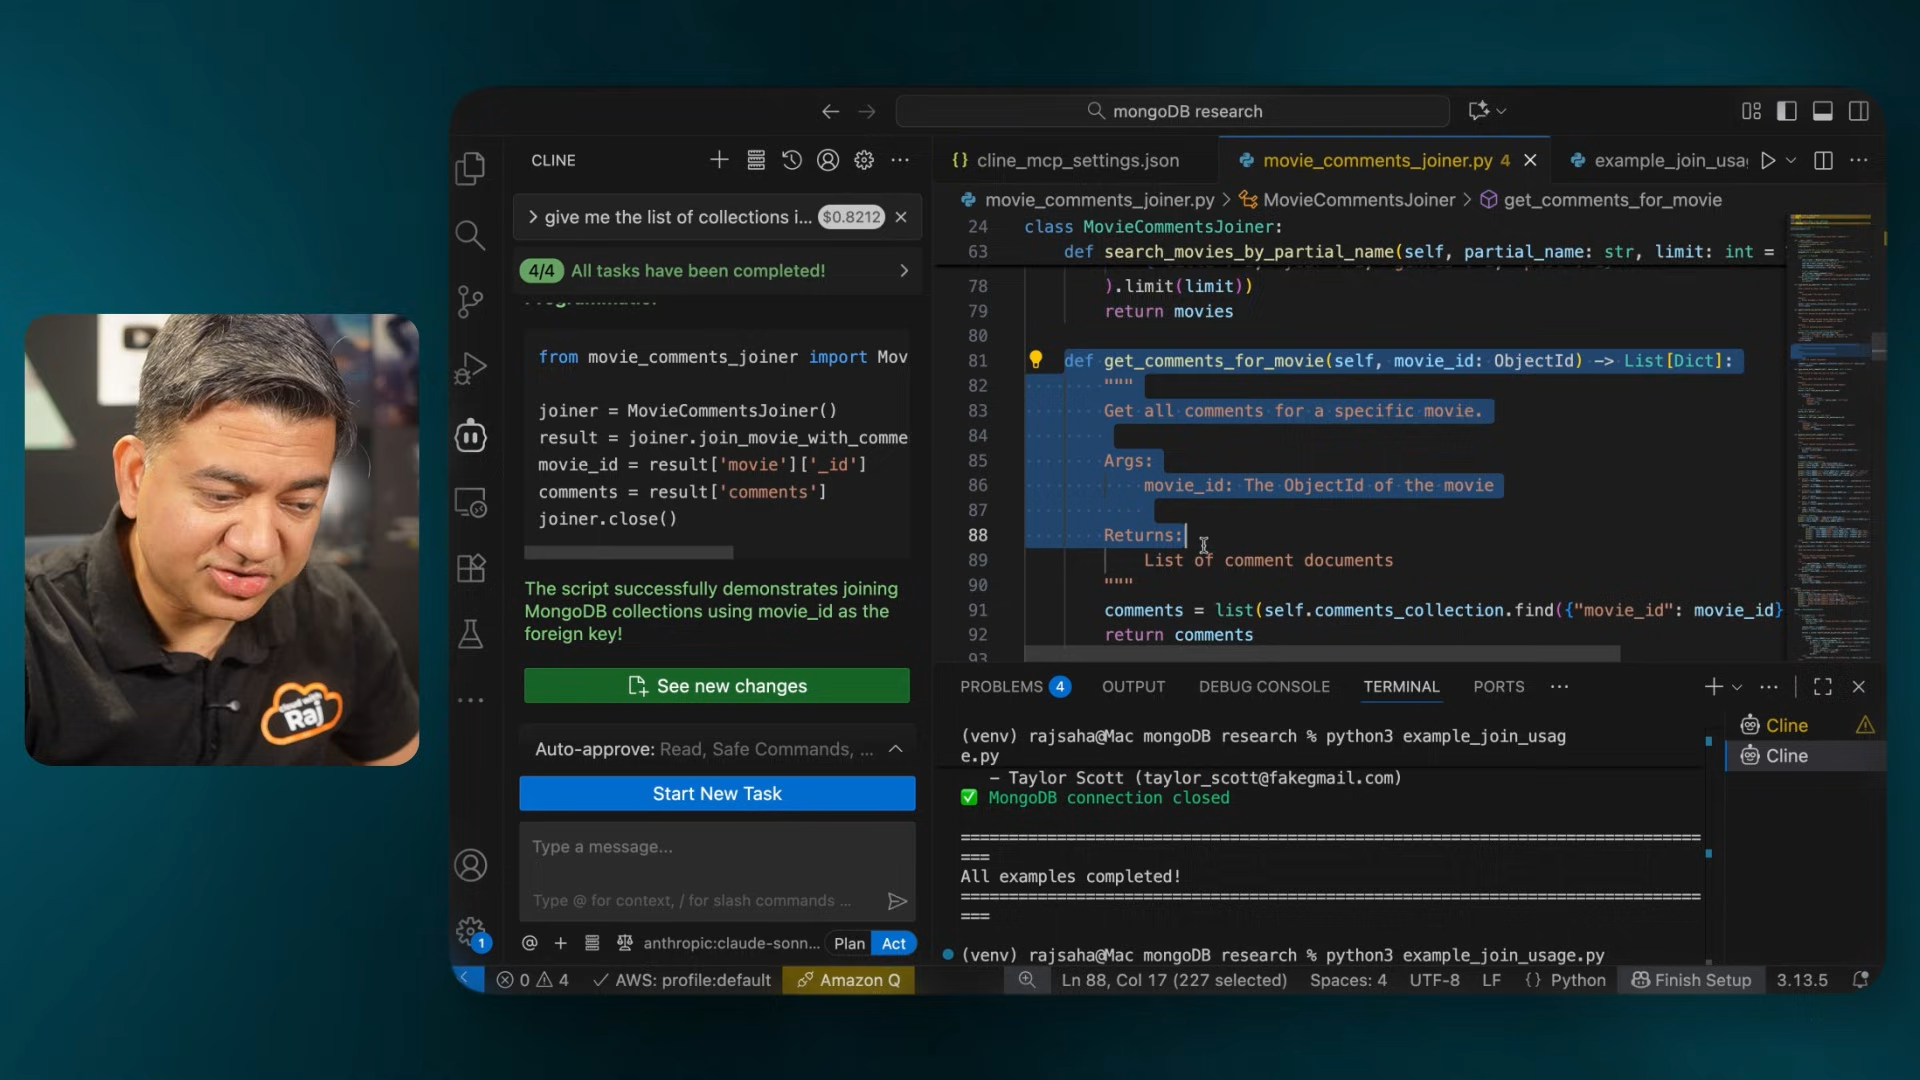 mongoDB research
CLINE
give me the list of collections i...
$0.8212
4/4 All tasks have been completed!
from movie_comments_joiner import Mov
joiner = MovieCommentsJoiner()
result = joiner.join_movie_with_comme
movie_id = result['movie']['_id']
comments = result['comments']
joiner.close()
The script successfully demonstrates joining
MongoDB collections using movie_id as the
foreign key!
See new changes
Auto-approve: Read, Safe Commands, ...
Start New Task
Type a message...
Type @ for context, / for slash commands ...
anthropic:claude-sonn...
Plan
Act
{} cline_mcp_settings.json
movie_comments_joiner.py 4
example_join_usa
movie_comments_joiner.py > MovieCommentsJoiner > get_comments_for_movie
24 class MovieCommentsJoiner:
63 def search_movies_by_partial_name(self, partial_name: str, limit: int =
78 ).limit(limit))
79 return movies
80
81 def get_comments_for_movie(self, movie_id: ObjectId) -> List[Dict]:
82 """
83 Get all comments for a specific movie.
84
85 Args:
86 movie_id: The ObjectId of the movie
87
88 Returns:
89 List of comment documents
90 """
91 comments = list(self.comments_collection.find({"movie_id": movie_id}
92 return comments
93
PROBLEMS 4
OUTPUT
DEBUG CONSOLE
TERMINAL
PORTS
(venv) rajsaha@Mac mongoDB research % python3 example_join_usag
e.py
– Taylor Scott (taylor_scott@fakegmail.com)
MongoDB connection closed
==========================================================================
===
All examples completed!
==========================================================================
===
(venv) rajsaha@Mac mongoDB research % python3 example_join_usage.py
Cline
Cline
1
0 4
AWS: profile:default
Amazon Q
Ln 88, Col 17 (227 selected)
Spaces: 4
UTF-8
LF
{} Python
Finish Setup
3.13.5
cloud with
Raj